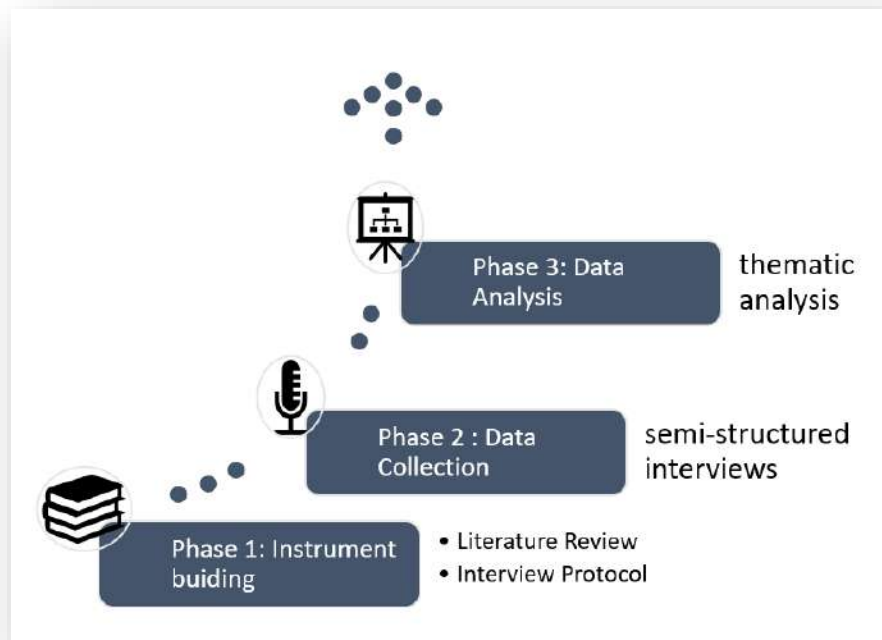 Phase 3: Data
Analysis
thematic
analysis
Phase 2 : Data
Collection
semi-structured
interviews
Phase 1: Instrument
buiding
• Literature Review
• Interview Protocol